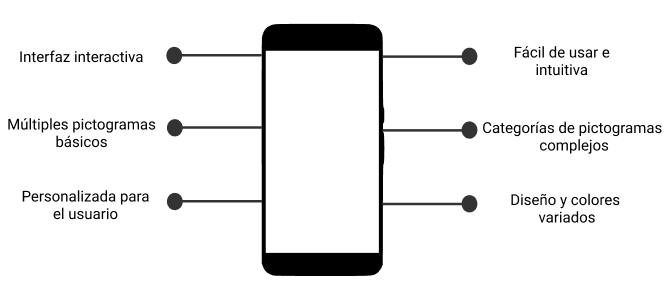 Interfaz interactiva
Múltiples pictogramas
básicos
Personalizada para
el usuario
Fácil de usar e
intuitiva
Categorías de pictogramas
complejos
Diseño y colores
variados